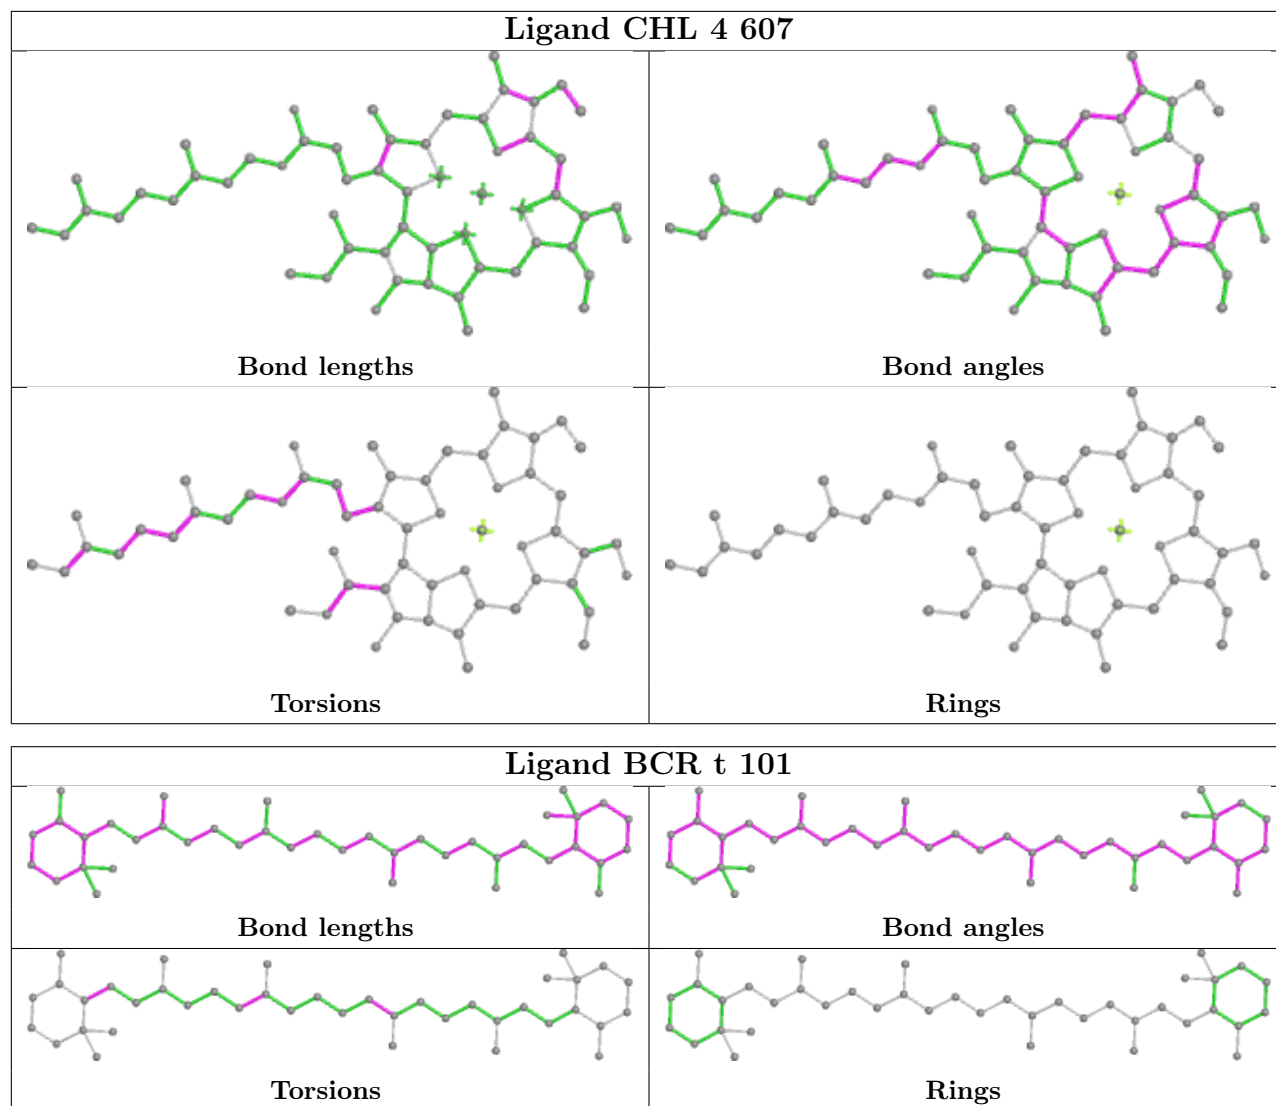 Ligand CHL 4 607
Bond lengths
Bond angles
Torsions
Rings
Ligand BCR t 101
Bond lengths
Bond angles
Torsions
Rings